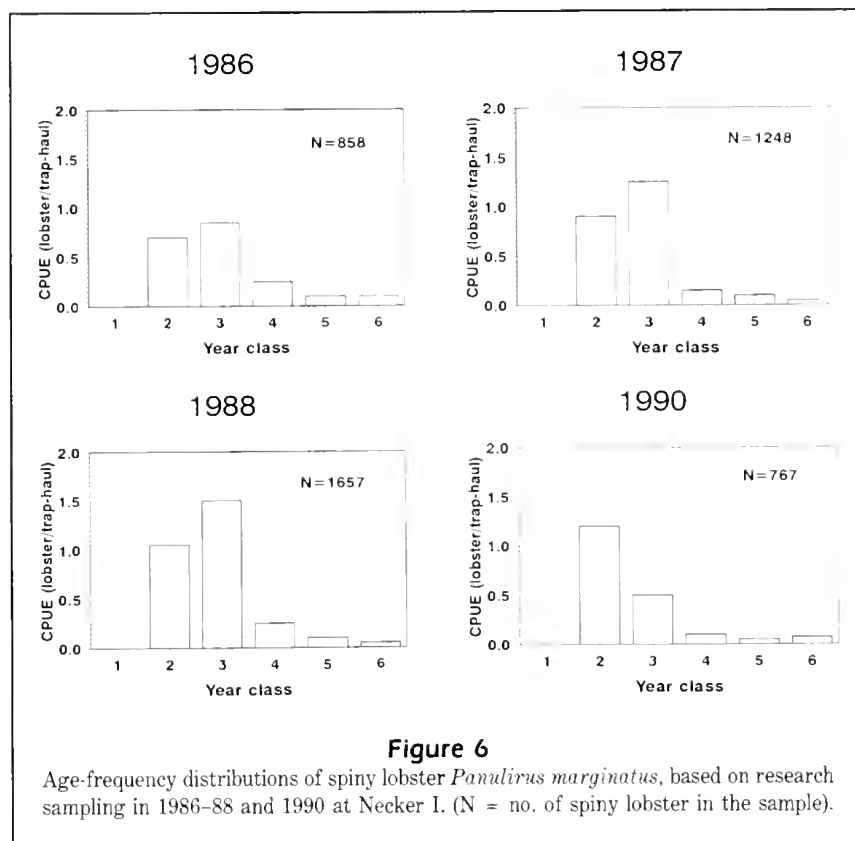 1986
2.0
N=858
1.5
1.0
0.5
0.0
CPUE (lobster/trap-haul)
1 2 3 4 5 6
Year class
1987
2.0
N=1248
1.5
1.0
0.5
0.0
CPUE (lobster/trap-haul)
1 2 3 4 5 6
Year class
1988
2.0
N=1657
1.5
1.0
0.5
0.0
CPUE (lobster/trap-haul)
1 2 3 4 5 6
Year class
1990
2.0
N=767
1.5
1.0
0.5
0.0
CPUE (lobster/trap-haul)
1 2 3 4 5 6
Year class
Figure 6
Age-frequency distributions of spiny lobster Panulirus marginatus, based on research
sampling in 1986–88 and 1990 at Necker I. (N = no. of spiny lobster in the sample).